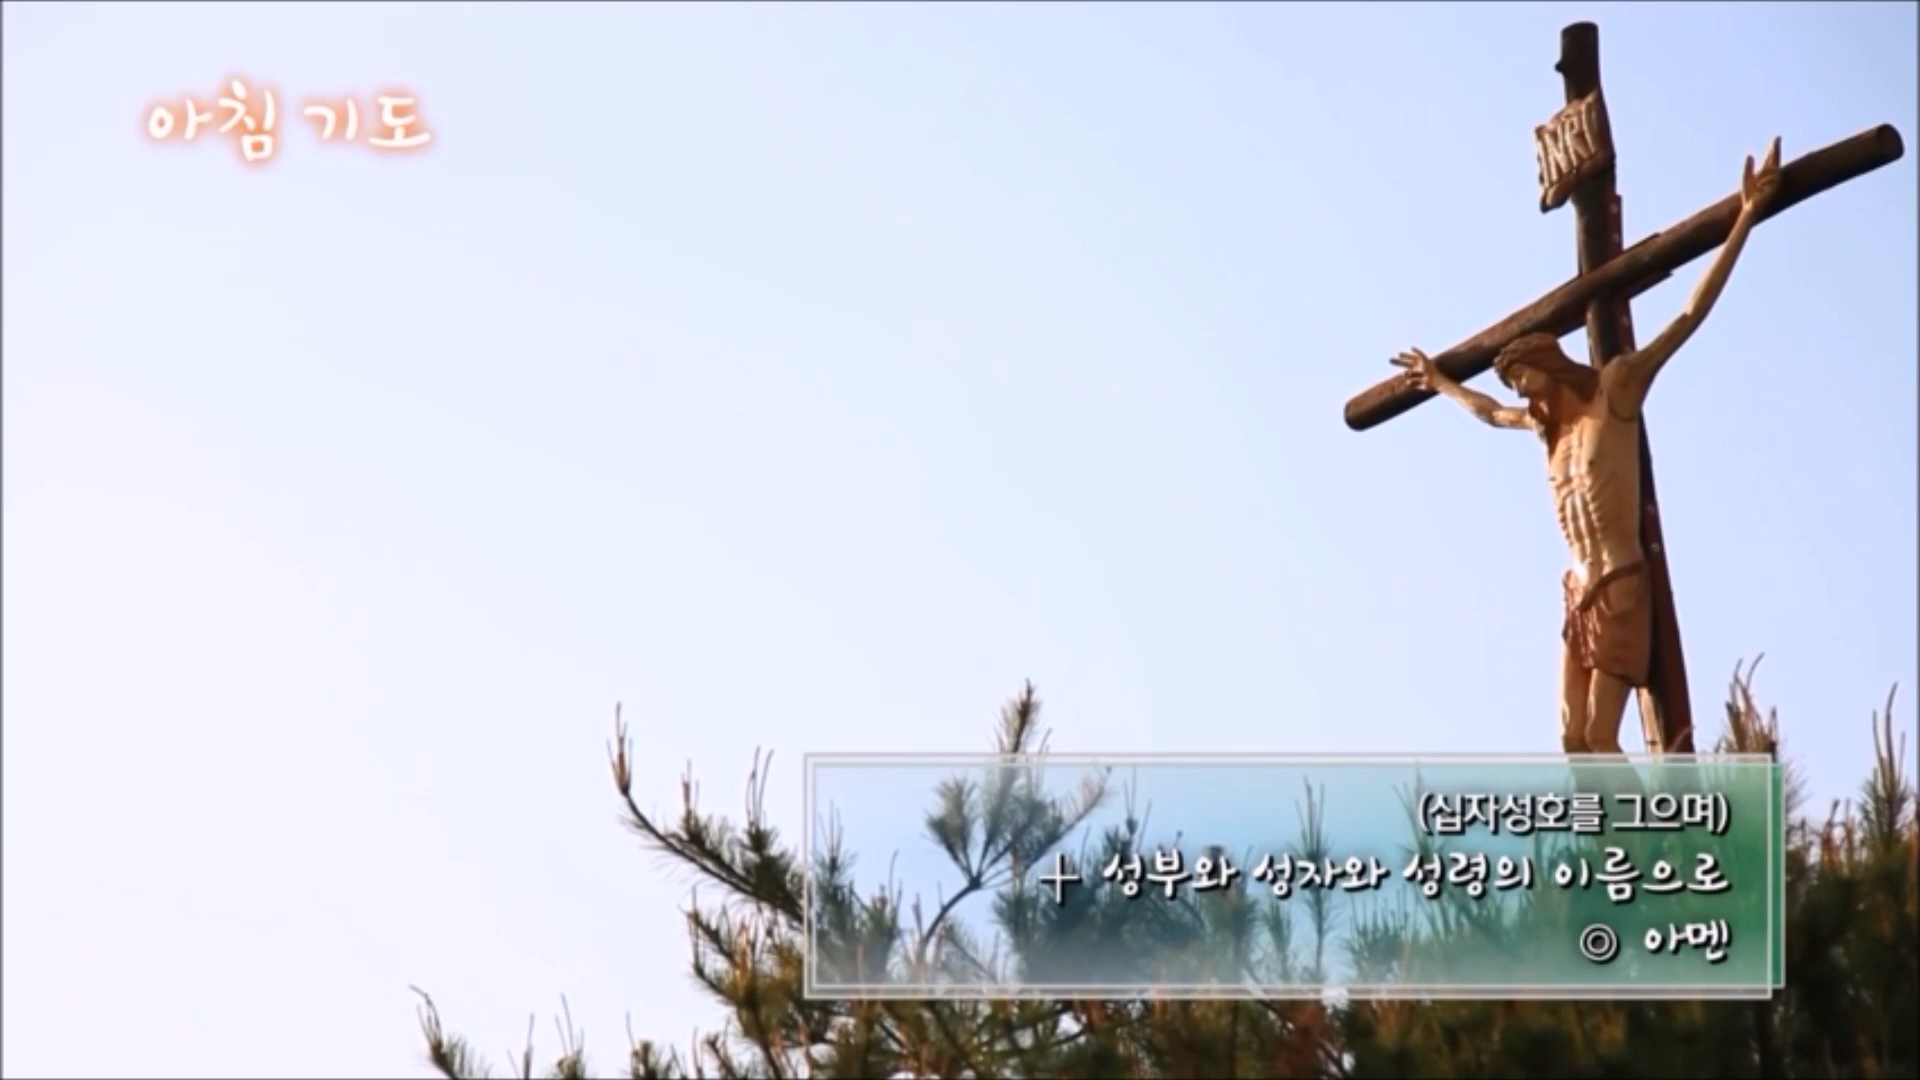 아침 기도
INRI
(십자성호를 그으며)
┼ 성부와 성자와 성령의 이름으로
◎ 아멘